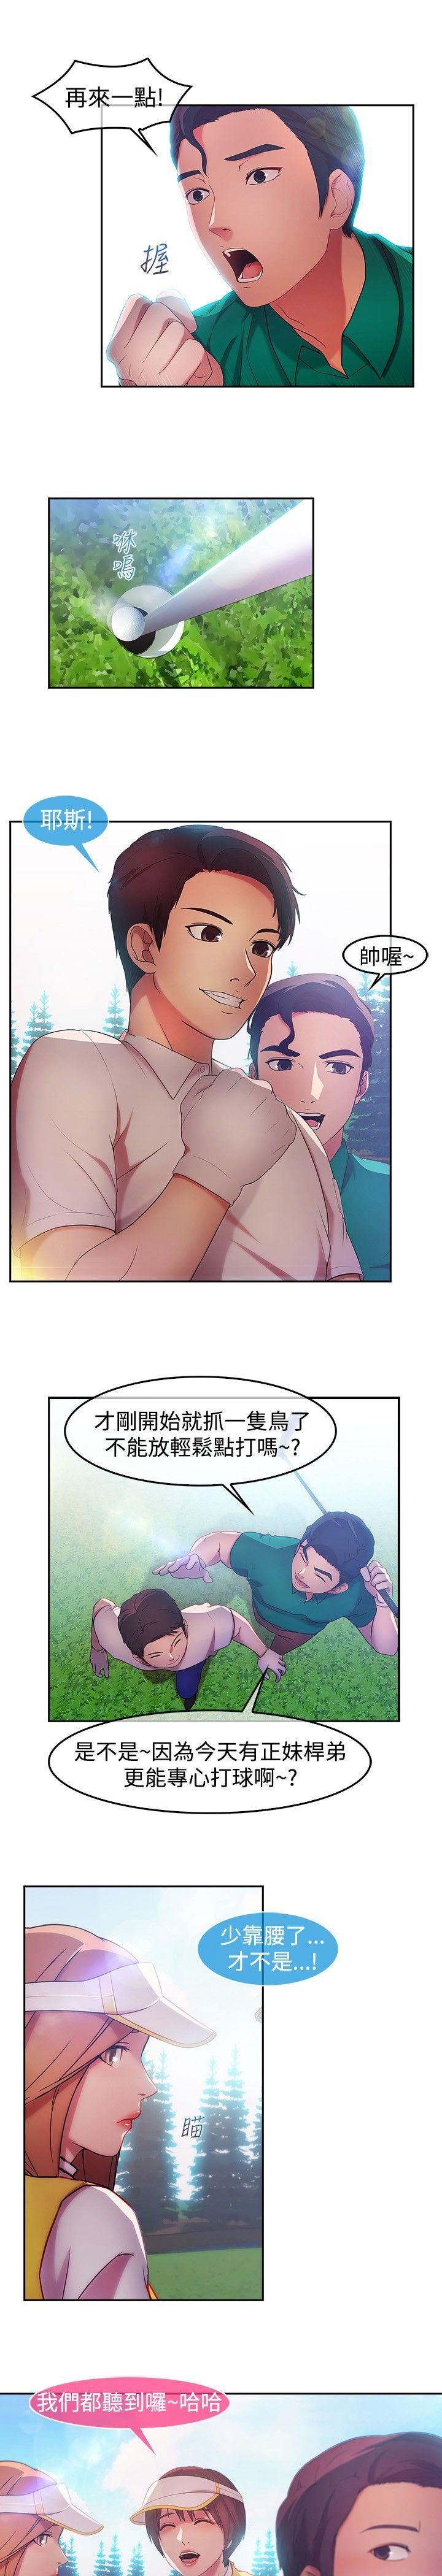 再來一點!
握
咻
嗚
耶斯!
帥喔~
才剛開始就抓一隻鳥了
不能放輕鬆點打嗎~?
是不是~因為今天有正妹桿弟
更能專心打球啊~?
少靠腰了...
才不是...!
瞄
我們都聽到囉~哈哈